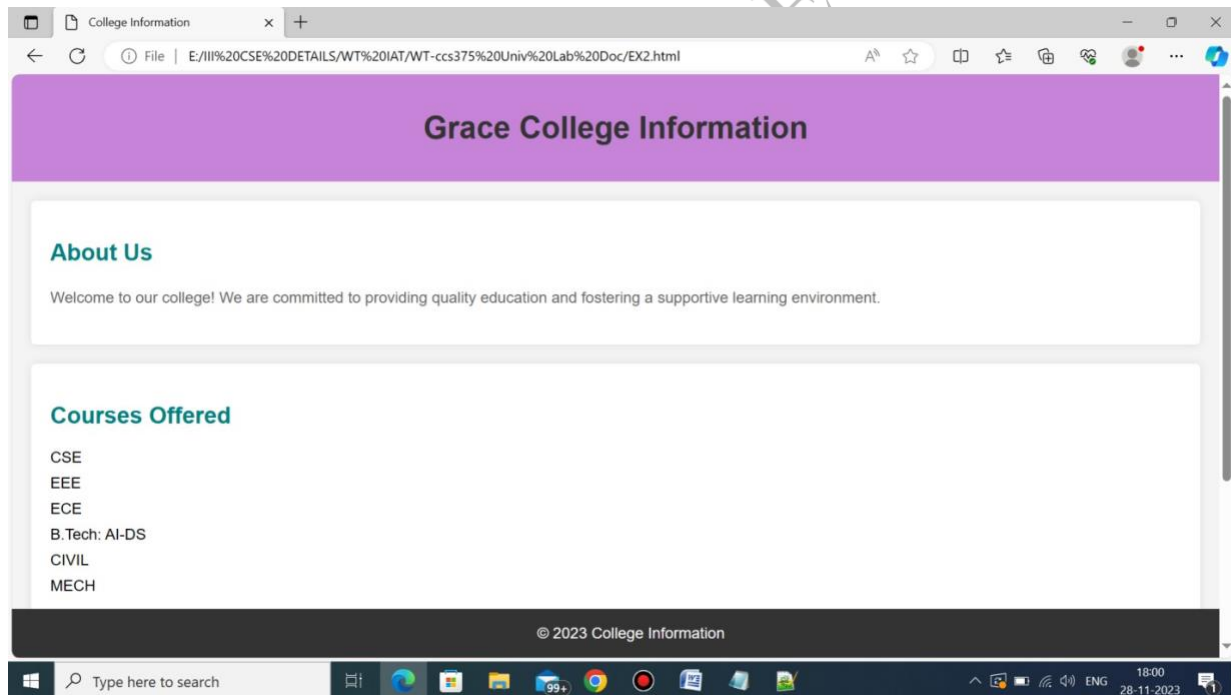 College Information
File | E:/III%20CSE%20DETAILS/WT%20IAT/WT-ccs375%20Univ%20Lab%20Doc/EX2.html
Grace College Information
About Us
Welcome to our college! We are committed to providing quality education and fostering a supportive learning environment.
Courses Offered
CSE
EEE
ECE
B.Tech: AI-DS
CIVIL
MECH
© 2023 College Information
Type here to search
99+
ENG
18:00
28-11-2023